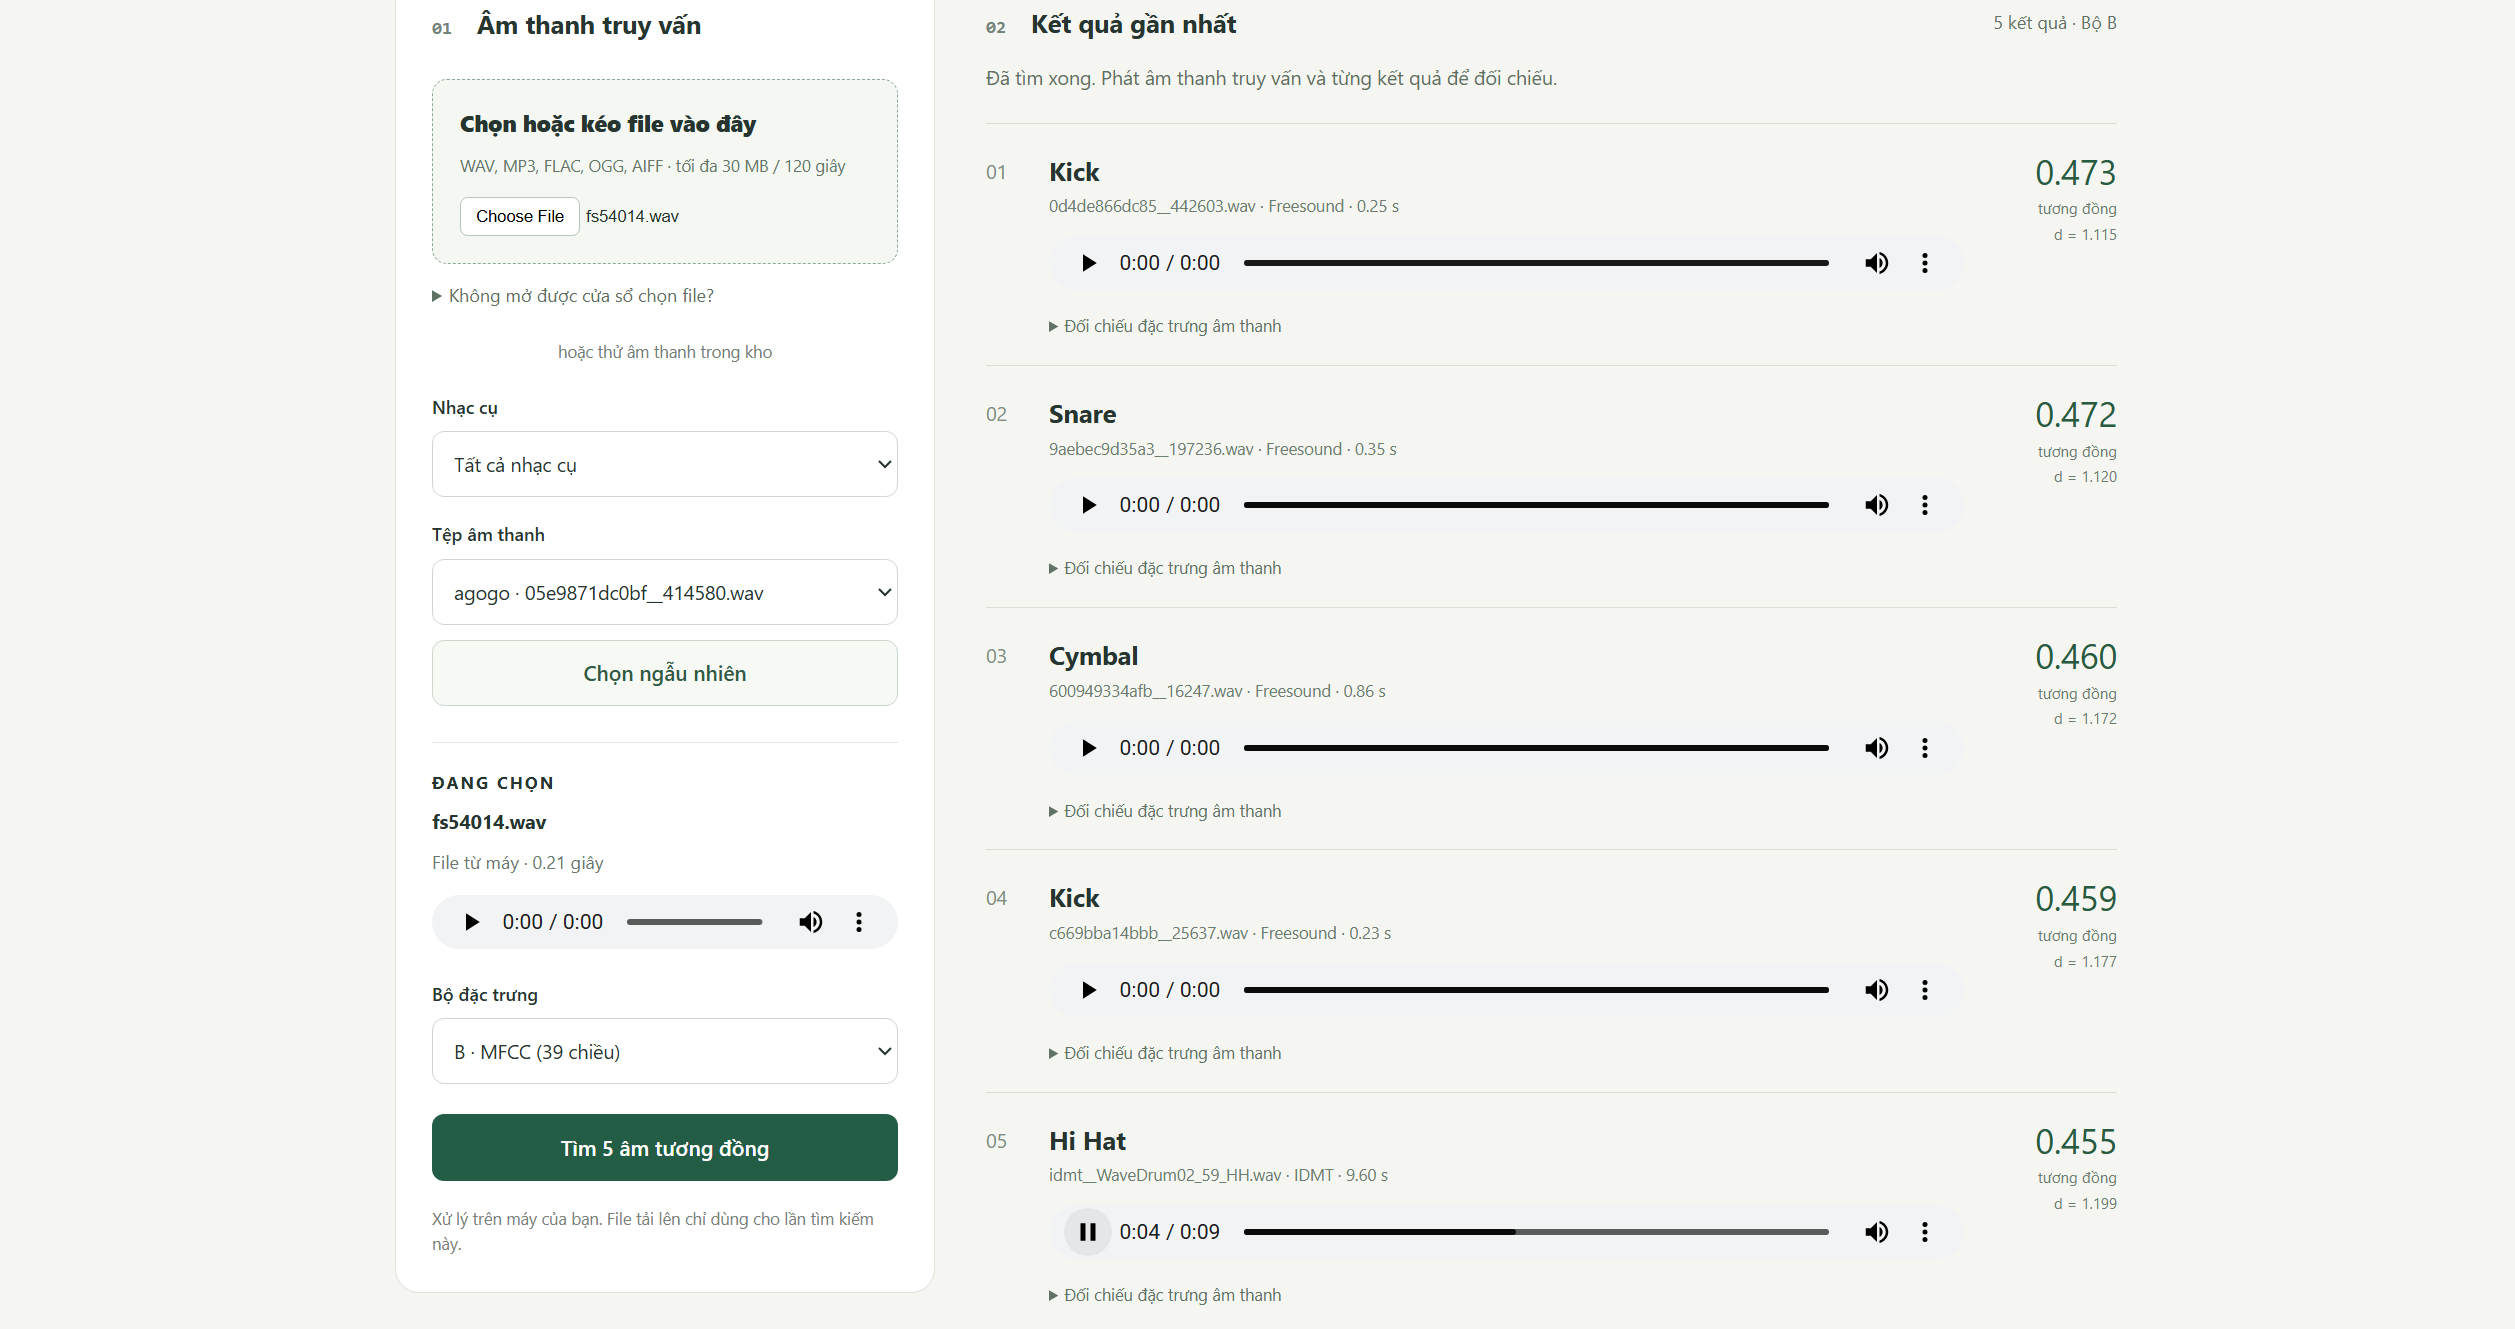 01 Âm thanh truy vấn
Chọn hoặc kéo file vào đây
WAV, MP3, FLAC, OGG, AIFF · tối đa 30 MB / 120 giây
Choose File fs54014.wav
Không mở được cửa sổ chọn file?
hoặc thử âm thanh trong kho
Nhạc cụ
Tất cả nhạc cụ
Tệp âm thanh
agogo · 05e9871dc0bf__414580.wav
Chọn ngẫu nhiên
ĐANG CHỌN
fs54014.wav
File từ máy · 0.21 giây
0:00 / 0:00
Bộ đặc trưng
B · MFCC (39 chiều)
Tìm 5 âm tương đồng
Xử lý trên máy của bạn. File tải lên chỉ dùng cho lần tìm kiếm
này.
02 Kết quả gần nhất
5 kết quả · Bộ B
Đã tìm xong. Phát âm thanh truy vấn và từng kết quả để đối chiếu.
01 Kick
0.473
0d4de866dc85__442603.wav · Freesound · 0.25 s
tương đồng
d = 1.115
0:00 / 0:00
Đối chiếu đặc trưng âm thanh
02 Snare
0.472
9aebec9d35a3__197236.wav · Freesound · 0.35 s
tương đồng
d = 1.120
0:00 / 0:00
Đối chiếu đặc trưng âm thanh
03 Cymbal
0.460
600949334afb__16247.wav · Freesound · 0.86 s
tương đồng
d = 1.172
0:00 / 0:00
Đối chiếu đặc trưng âm thanh
04 Kick
0.459
c669bba14bbb__25637.wav · Freesound · 0.23 s
tương đồng
d = 1.177
0:00 / 0:00
Đối chiếu đặc trưng âm thanh
05 Hi Hat
0.455
idmt__WaveDrum02_59_HH.wav · IDMT · 9.60 s
tương đồng
d = 1.199
0:04 / 0:09
Đối chiếu đặc trưng âm thanh